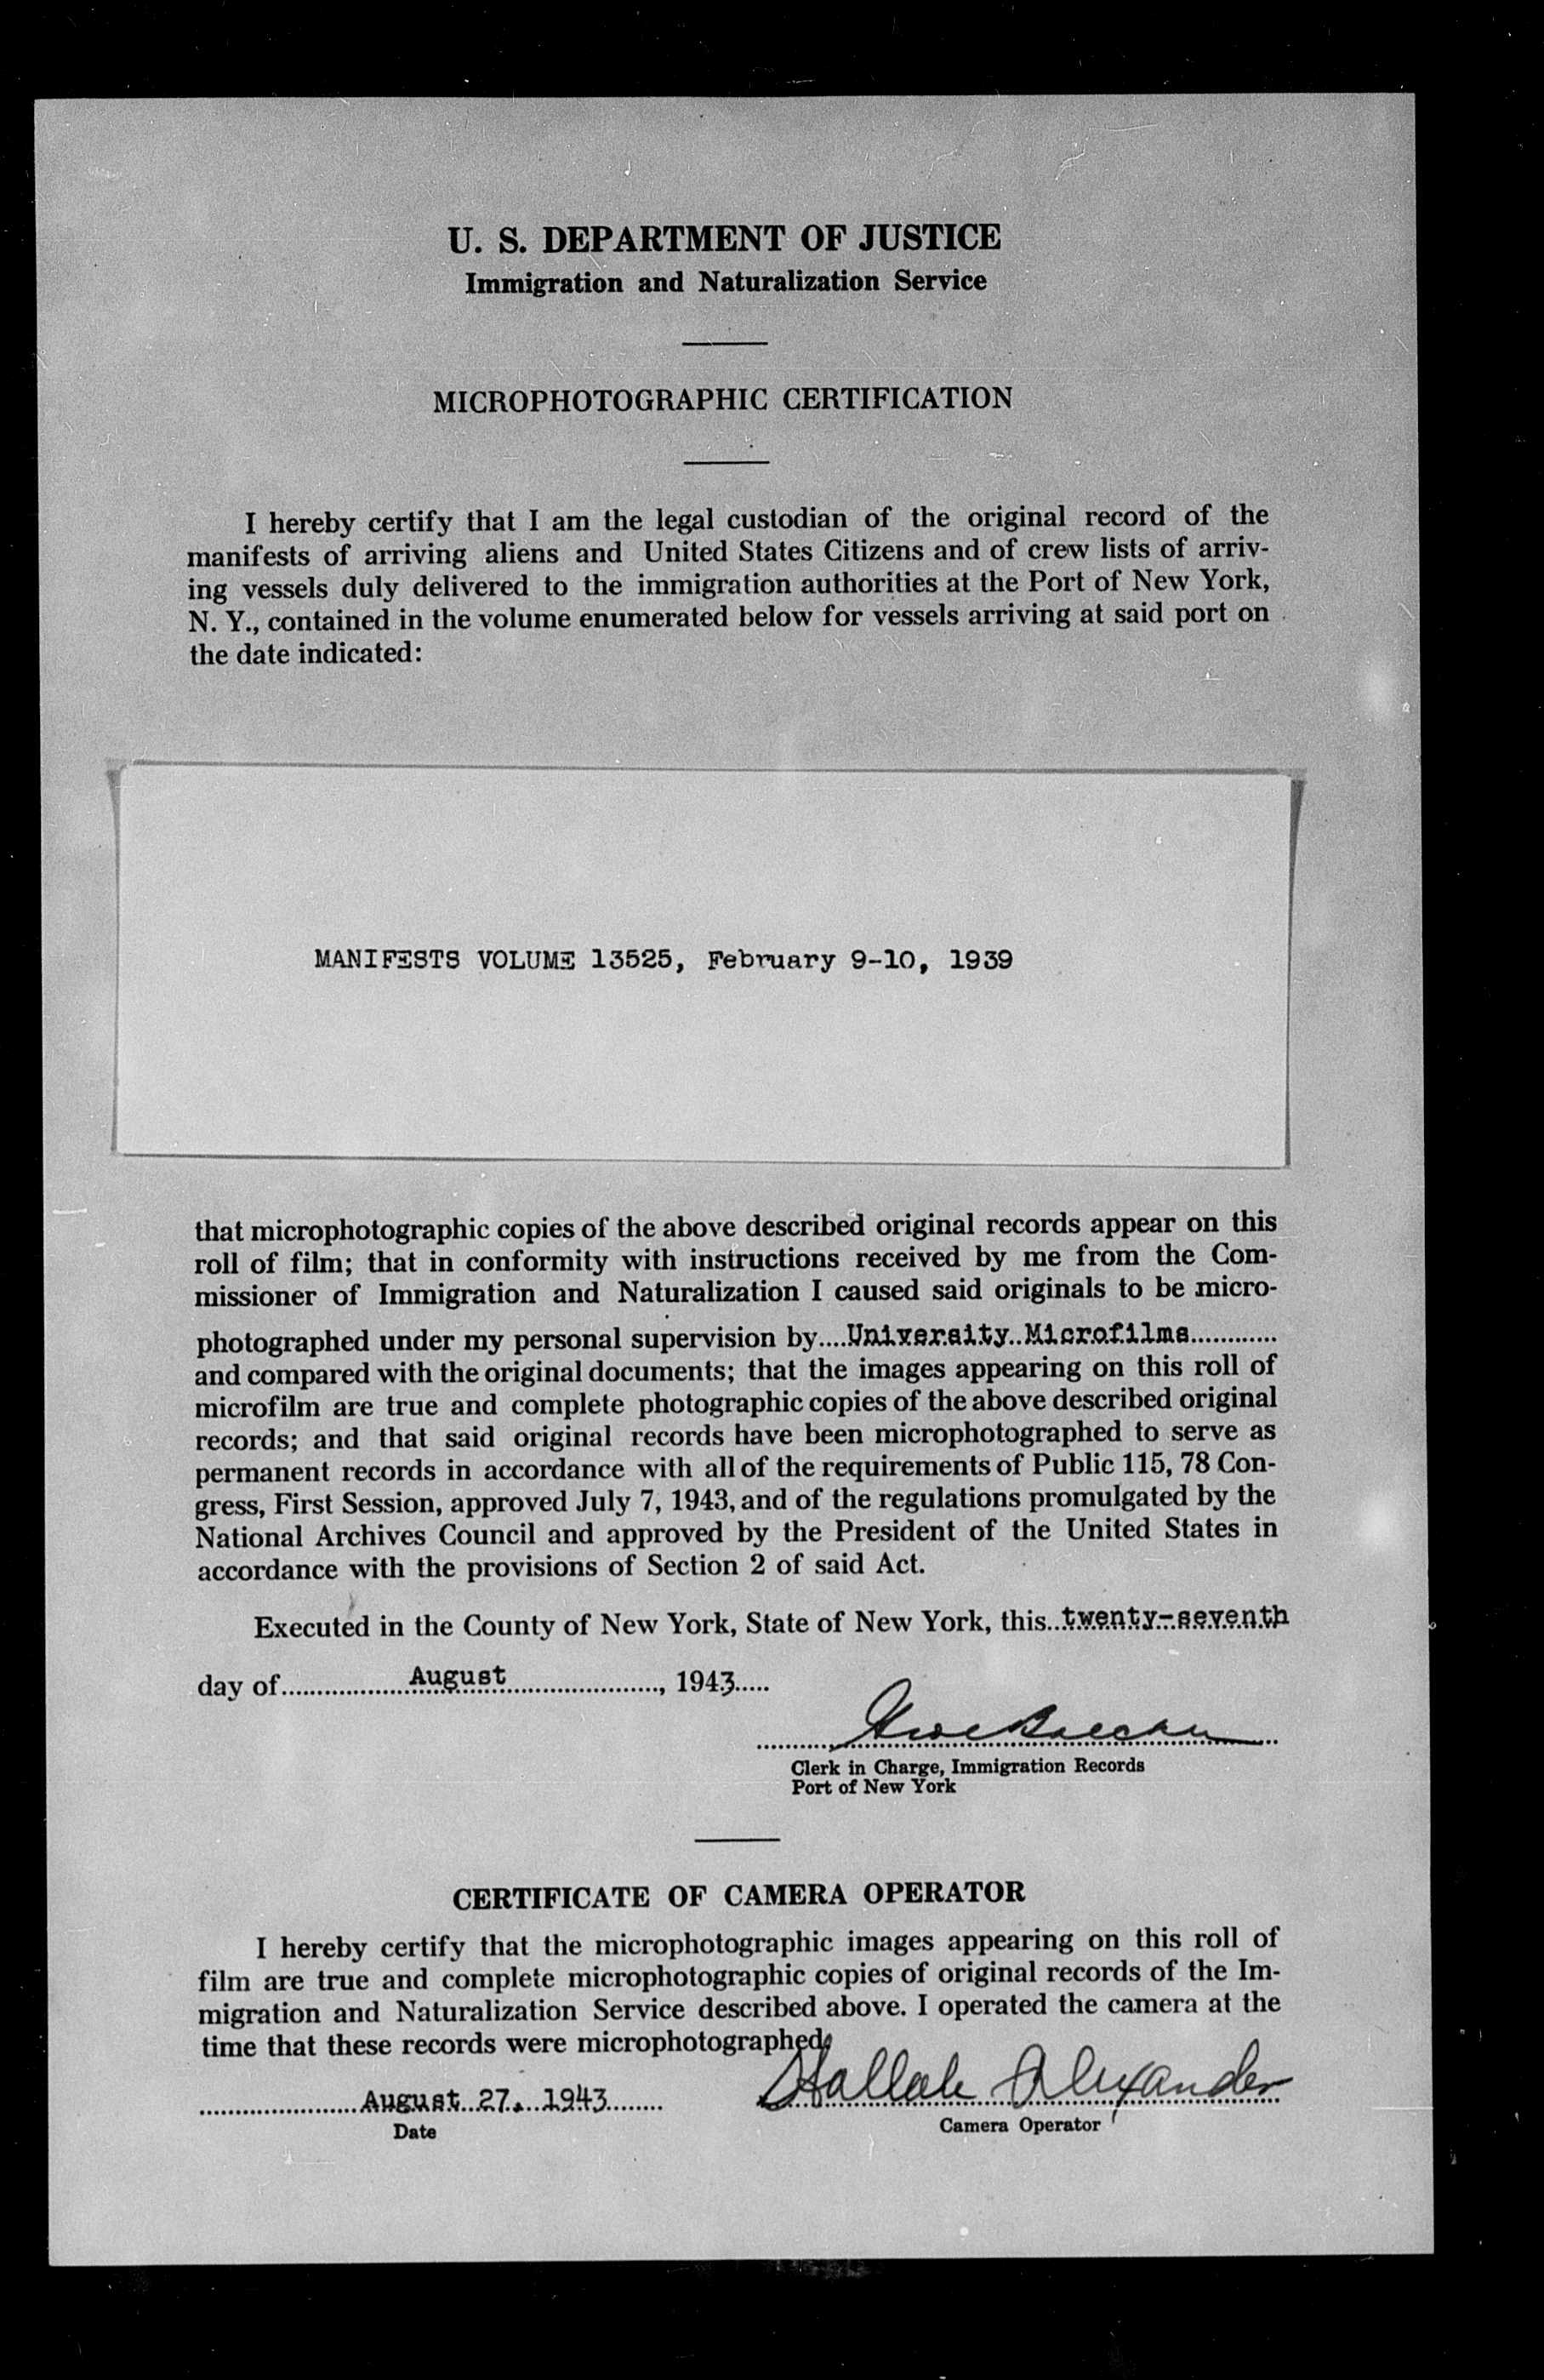 U. S. DEPARTMENT OF JUSTICE
Immigration and Naturalization Service
MICROPHOTOGRAPHIC CERTIFICATION
I hereby certify that I am the legal custodian of the original record of the
manifests of arriving aliens and United States Citizens and of crew lists of arriv-
ing vessels duly delivered to the immigration authorities at the Port of New York,
N. Y., contained in the volume enumerated below for vessels arriving at said port on
the date indicated:
MANIFESTS VOLUME 13525, February 9-10, 1939
that microphotographic copies of the above described original records appear on this
roll of film; that in conformity with instructions received by me from the Com-
missioner of Immigration and Naturalization I caused said originals to be micro-
photographed under my personal supervision by....University Microfilms............
and compared with the original documents; that the images appearing on this roll of
microfilm are true and complete photographic copies of the above described original
records; and that said original records have been microphotographed to serve as
permanent records in accordance with all of the requirements of Public 115, 78 Con-
gress, First Session, approved July 7, 1943, and of the regulations promulgated by the
National Archives Council and approved by the President of the United States in
accordance with the provisions of Section 2 of said Act.
Executed in the County of New York, State of New York, this...twenty-seventh
day of..................August......................, 1943.....
Clerk in Charge, Immigration Records
Port of New York
CERTIFICATE OF CAMERA OPERATOR
I hereby certify that the microphotographic images appearing on this roll of
film are true and complete microphotographic copies of original records of the Im-
migration and Naturalization Service described above. I operated the camera at the
time that these records were microphotographed.
......................August 27, 1943........ Alexander
Date
Camera Operator